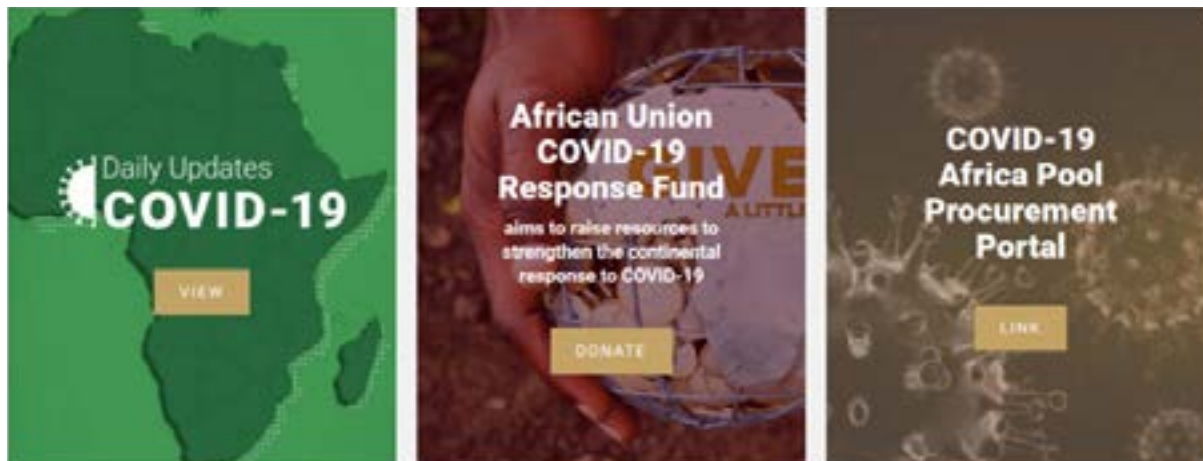 Daily Updates
COVID-19
VIEW
African Union
COVID-19
Response Fund
aims to raise resources to
strengthen the continental
response to COVID-19
GIVE
A LITTL
DONATE
COVID-19
Africa Pool
Procurement
Portal
LINK